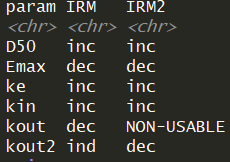 param IRM IRM2
<chr> <chr> <chr>
D50 inc inc
Emax dec dec
ke inc inc
kin inc inc
kout dec NON-USABLE
kout2 ind dec